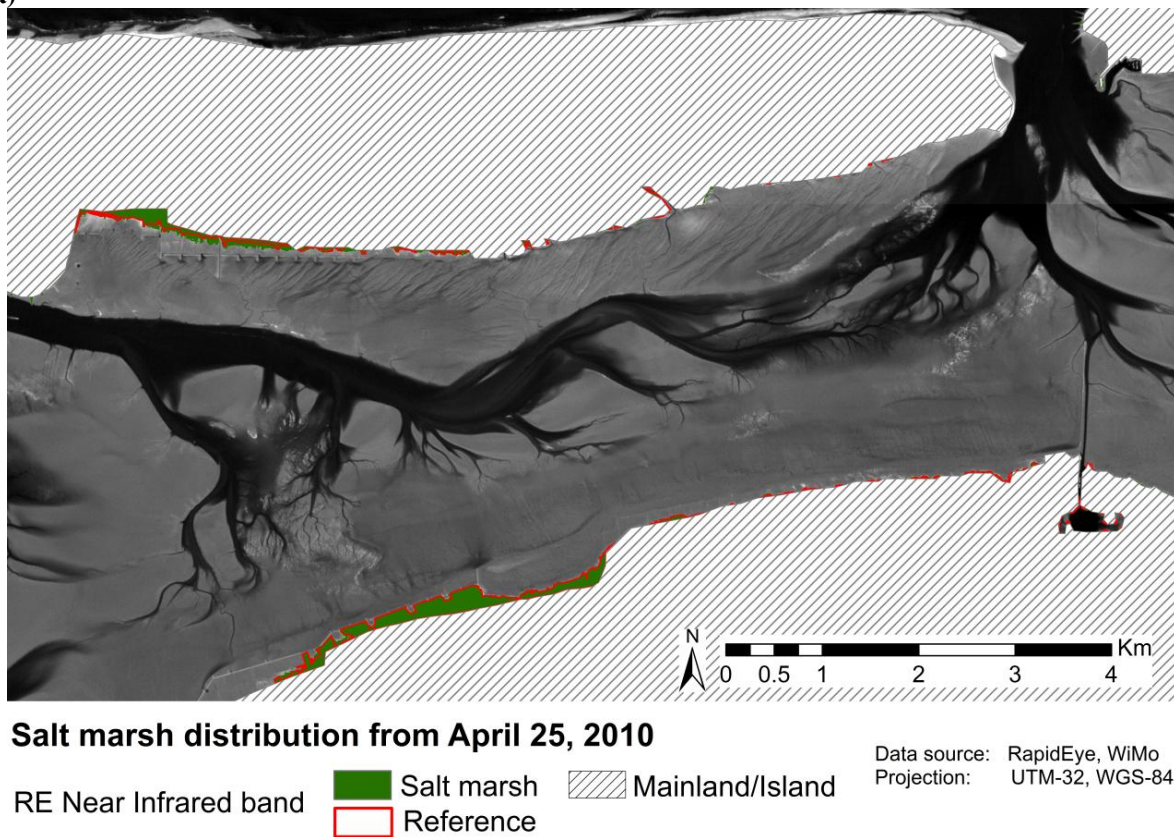 N
Km
0 0.5 1 2 3 4
Salt marsh distribution from April 25, 2010
Data source: RapidEye, WiMo
Projection: UTM-32, WGS-84
RE Near Infrared band
Salt marsh
Mainland/Island
Reference